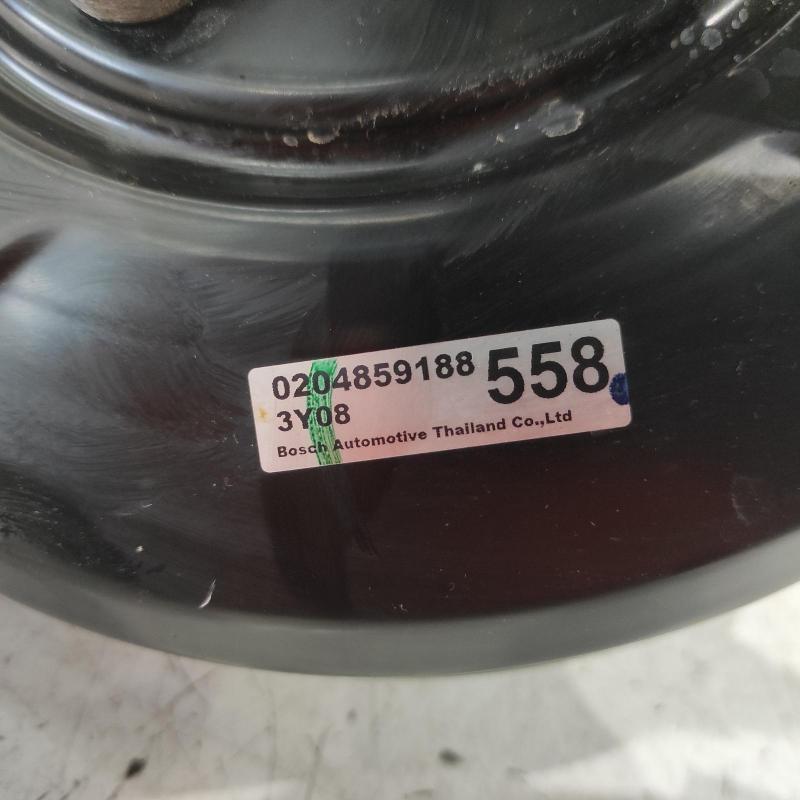 0204859188 558
3Y08
Bosch Automotive Thailand Co.,Ltd